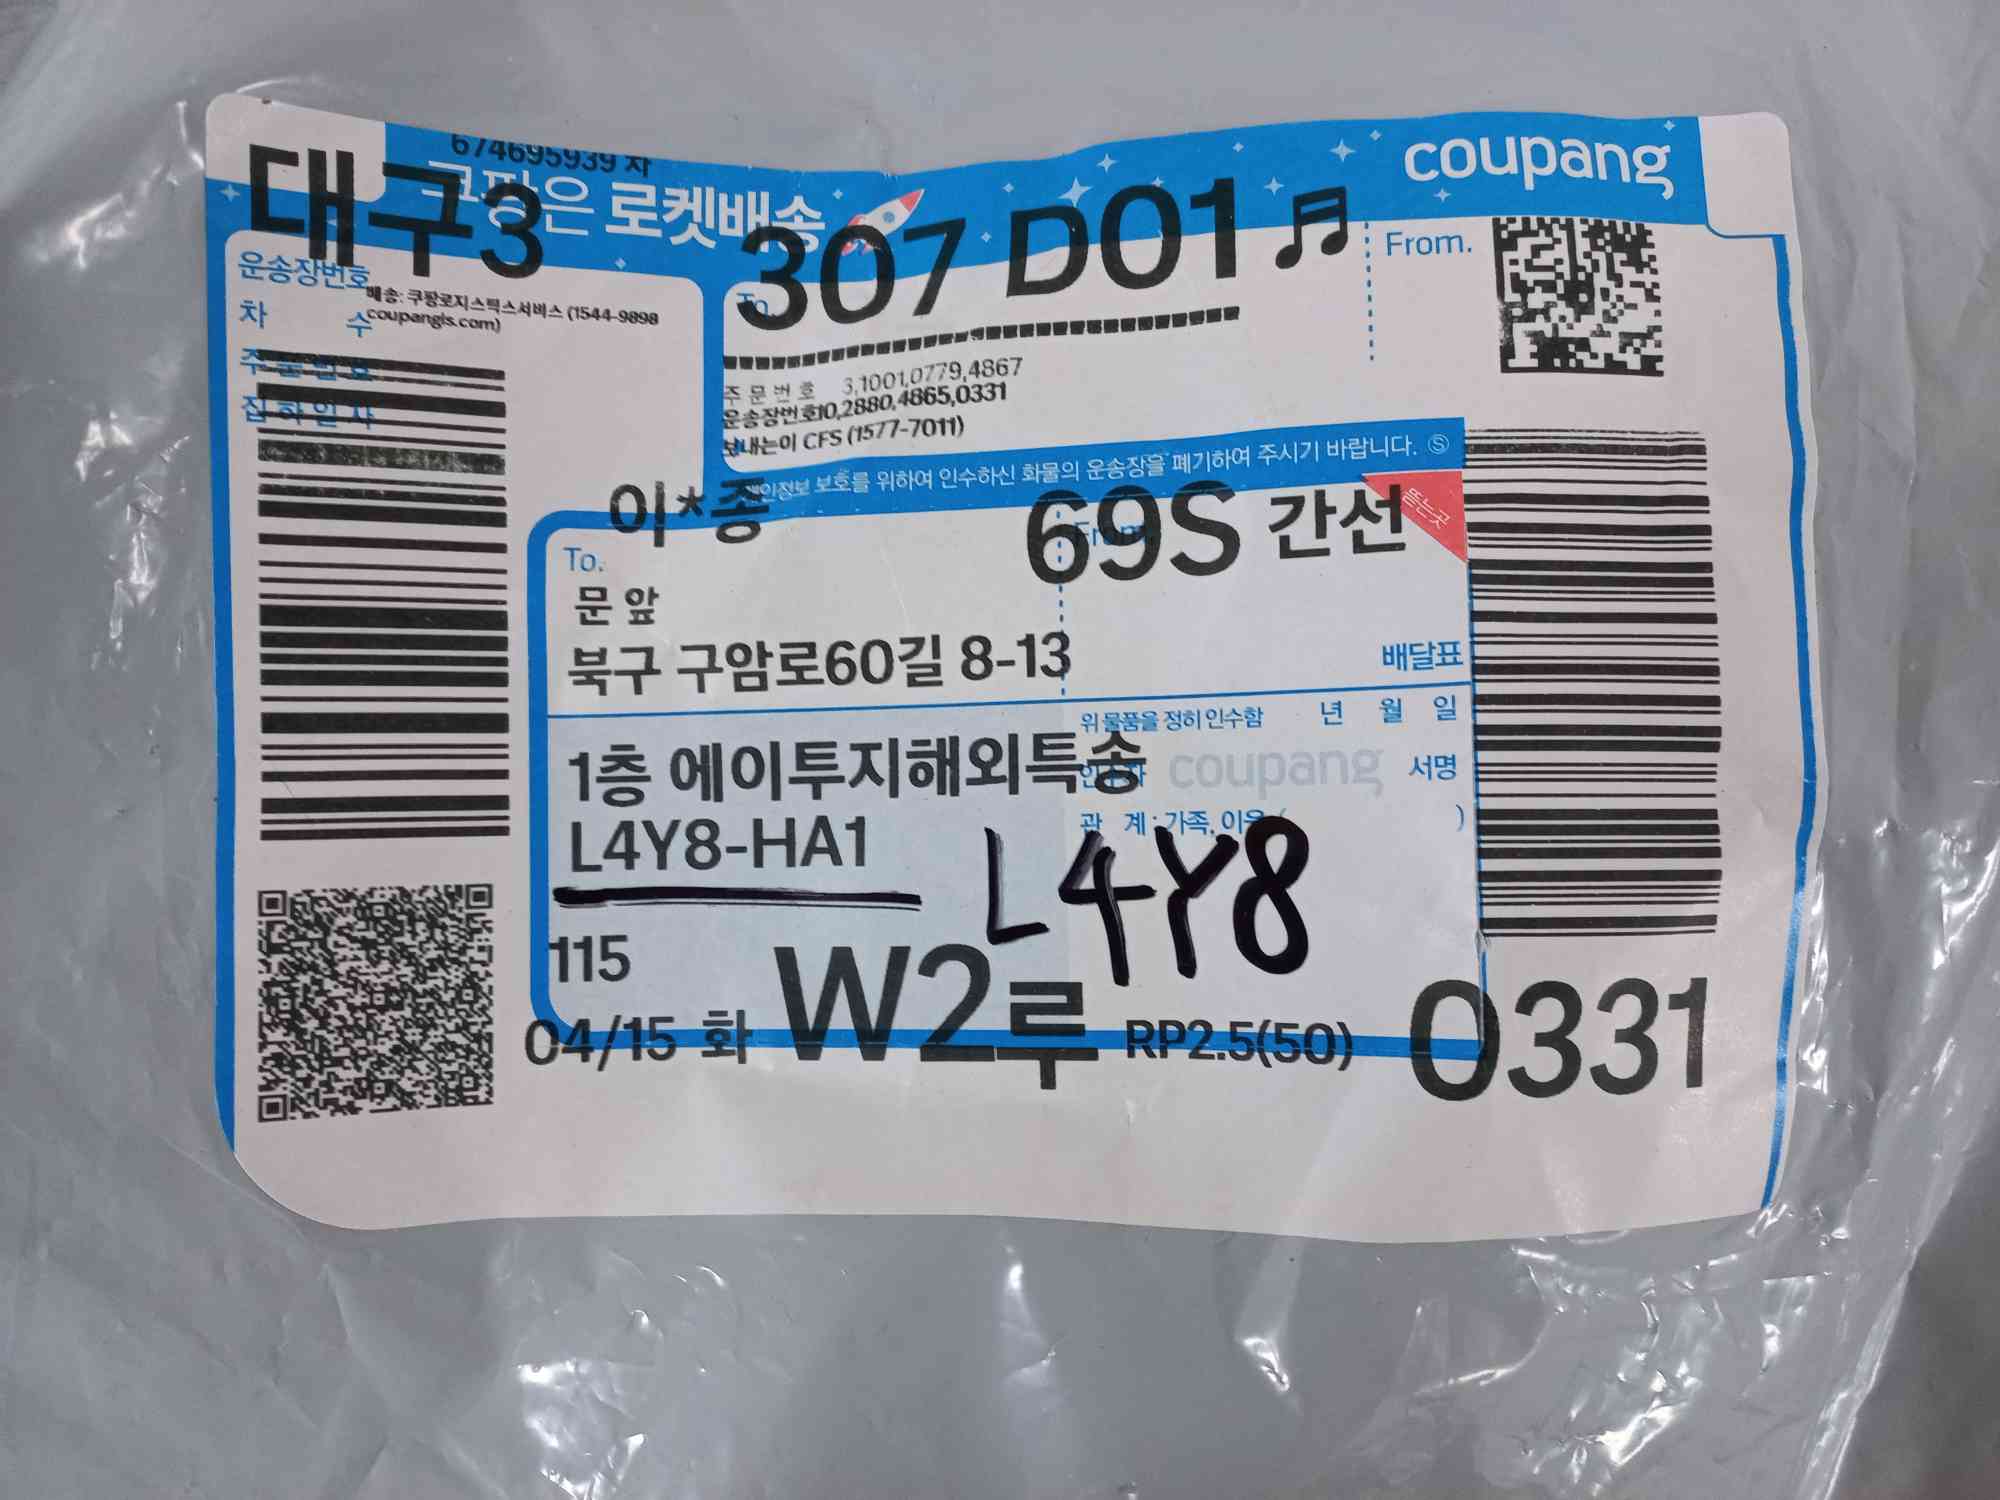 674695939 차
쿠팡은 로켓배송
coupang
대구3
307 D01♬
From.
운송장번호
배송: 쿠팡로지스틱스서비스 (1544-9898
coupangls.com)
차 수
주문번호
집하일자
To.
주문번호 3,1001,0779,4867
운송장번호10,2880,4865,0331
보내는이 CFS (1577-7011)
개인정보 보호를 위하여 인수하신 화물의 운송장을 폐기하여 주시기 바랍니다. Ⓢ
이*종
69S 간선
뜯는곳
To.
From.
문 앞
북구 구암로60길 8-13
배달표
위 물품을 정히 인수함 년 월 일
1층 에이투지해외특송
인수자 coupang 서명
관 계 : 가족, 이웃 ( )
L4Y8-HA1
L4Y8
115
04/15 화 W2루 RP2.5(50) 0331